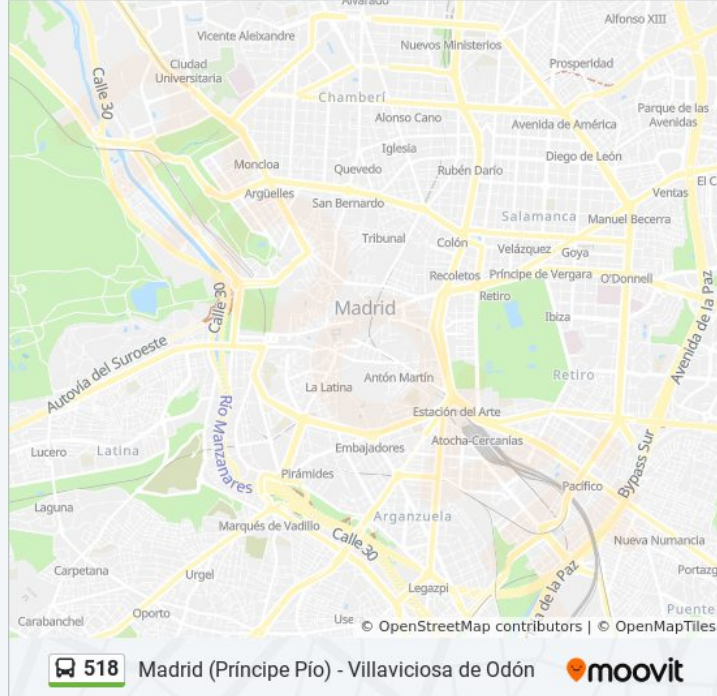 Alvarado
Alfonso XIII
Vicente Aleixandre
Nuevos Ministerios
Ciudad
Universitaria
Prosperidad
Calle 30
Chamberí
Parque de las
Avenidas
Alonso Cano
Avenida de América
Iglesia
Diego de León
Moncloa
Quevedo
Rubén Darío
El C
Argüelles
San Bernardo
Ventas
Salamanca
Manuel Becerra
Tribunal
Colón
Velázquez
Goya
Recoletos
Príncipe de Vergara
O'Donnell
Calle 30
Madrid
Retiro
Ibiza
Avenida de la Paz
Autovía del Suroeste
La Latina
Antón Martín
Retiro
Estación del Arte
Río Manzanares
Atocha-Cercanías
Lucero
Latina
Embajadores
Bypass Sur
Pirámides
Pacífico
Laguna
Marqués de Vadillo
Arganzuela
Calle 30
Nueva Numancia
Carpetana
Urgel
Portazg
Legazpi
a de la Paz
Carabanchel
Oporto
Use
Puente
© OpenStreetMap contributors | © OpenMapTiles
518 Madrid (Príncipe Pío) - Villaviciosa de Odón moovit